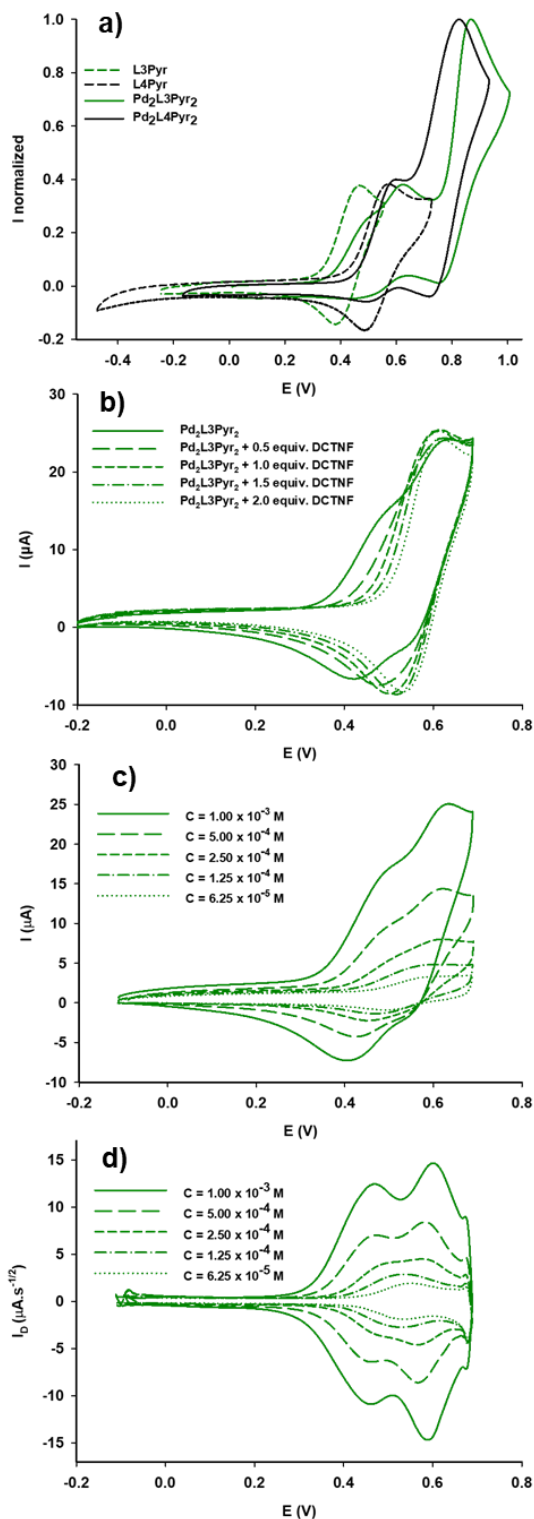 a)
1.0
0.8
0.6
0.4
0.2
0.0
-0.2
I normalized
L3Pyr
L4Pyr
Pd₂L3Pyr₂
Pd₂L4Pyr₂
-0.4 -0.2 0.0 0.2 0.4 0.6 0.8 1.0
E (V)
b)
30
20
10
0
-10
I (µA)
Pd₂L3Pyr₂
Pd₂L3Pyr₂ + 0.5 equiv. DCTNF
Pd₂L3Pyr₂ + 1.0 equiv. DCTNF
Pd₂L3Pyr₂ + 1.5 equiv. DCTNF
Pd₂L3Pyr₂ + 2.0 equiv. DCTNF
-0.2 0.0 0.2 0.4 0.6 0.8
E (V)
c)
30
25
20
15
10
5
0
-5
-10
I (µA)
C = 1.00 x 10⁻³ M
C = 5.00 x 10⁻⁴ M
C = 2.50 x 10⁻⁴ M
C = 1.25 x 10⁻⁴ M
C = 6.25 x 10⁻⁵ M
-0.2 0.0 0.2 0.4 0.6 0.8
E (V)
d)
15
10
5
0
-5
-10
-15
I_D (µA.s⁻¹/²)
C = 1.00 x 10⁻³ M
C = 5.00 x 10⁻⁴ M
C = 2.50 x 10⁻⁴ M
C = 1.25 x 10⁻⁴ M
C = 6.25 x 10⁻⁵ M
-0.2 0.0 0.2 0.4 0.6 0.8
E (V)